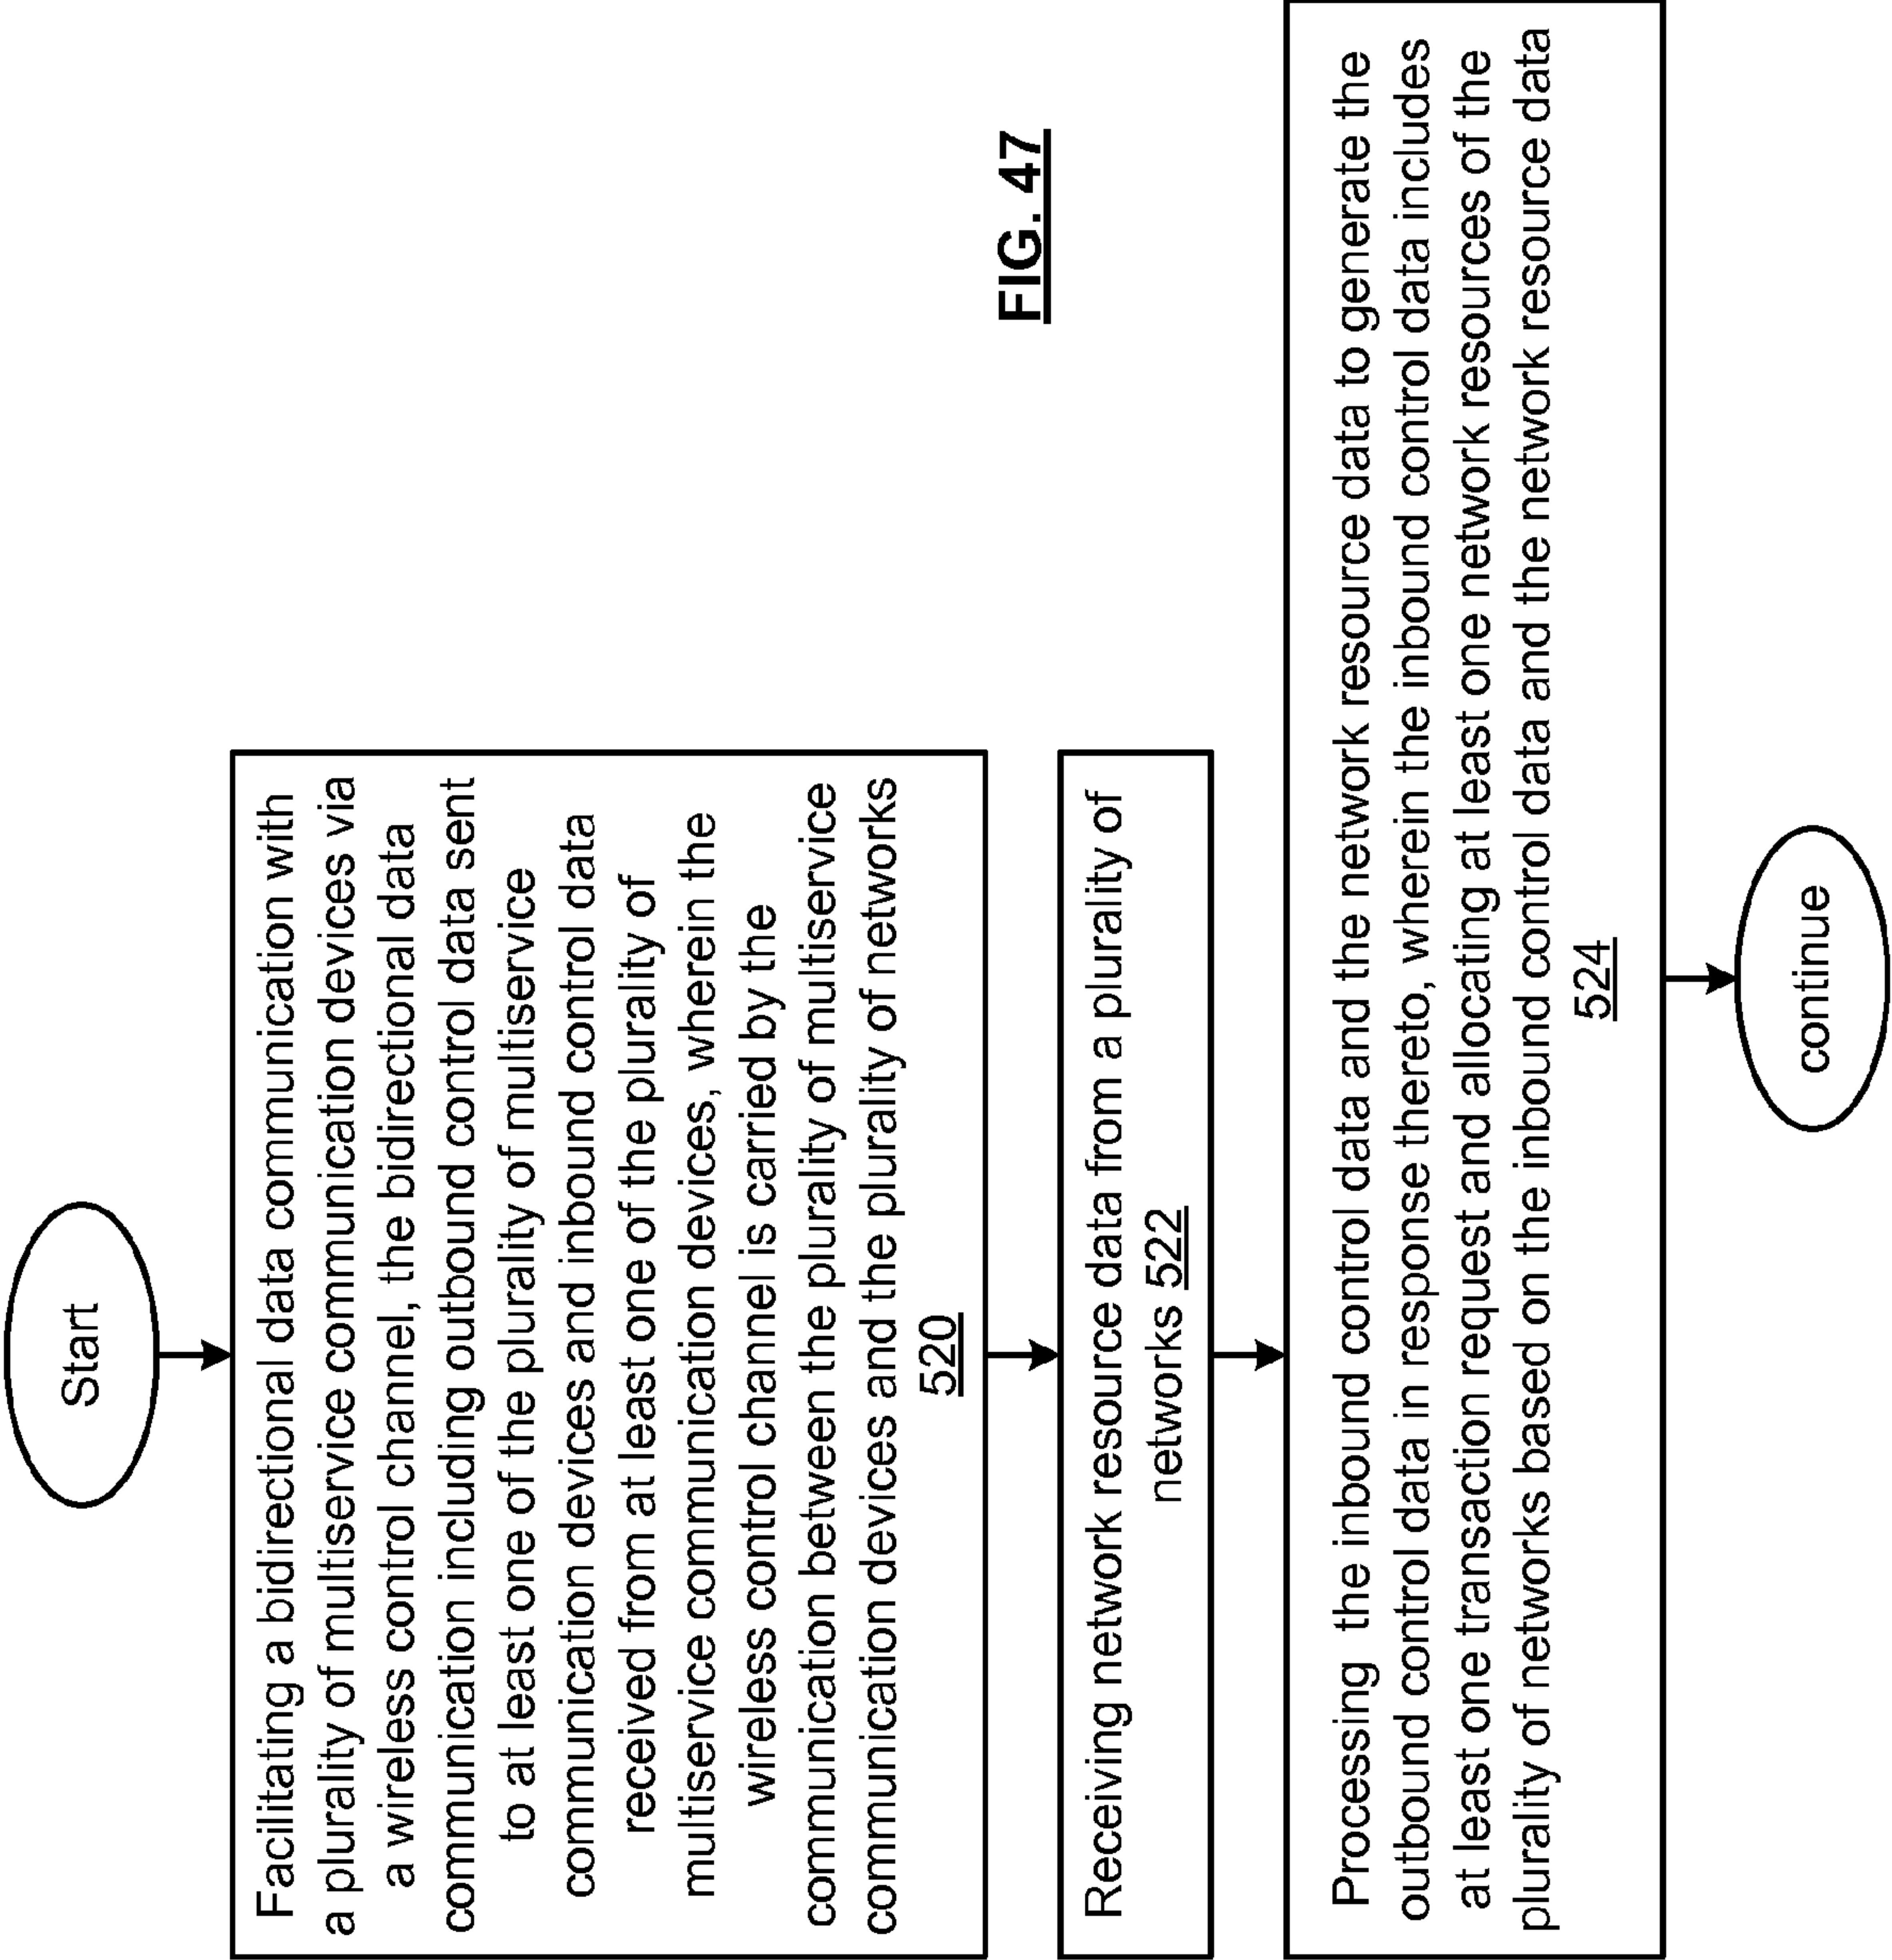 Start
Facilitating a bidirectional data communication with
a plurality of multiservice communication devices via
a wireless control channel, the bidirectional data
communication including outbound control data sent
to at least one of the plurality of multiservice
communication devices and inbound control data
received from at least one of the plurality of
multiservice communication devices, wherein the
wireless control channel is carried by the
communication between the plurality of multiservice
communication devices and the plurality of networks
520
Receiving network resource data from a plurality of
networks 522
Processing the inbound control data and the network resource data to generate the
outbound control data in response thereto, wherein the inbound control data includes
at least one transaction request and allocating at least one network resources of the
plurality of networks based on the inbound control data and the network resource data
524
continue
FIG. 47